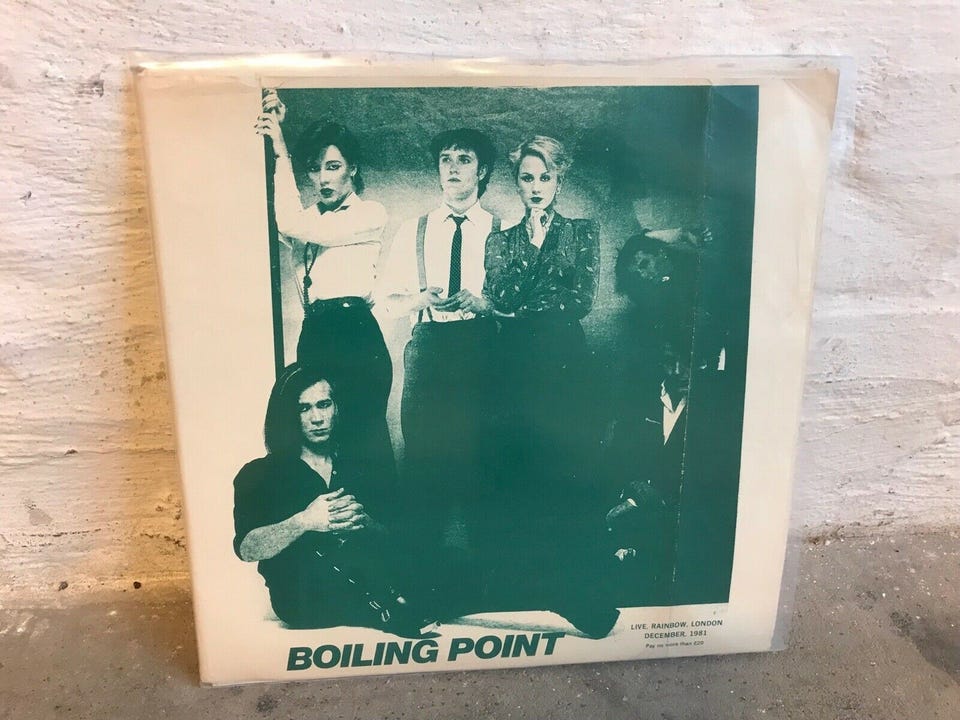 BOILING POINT
LIVE, RAINBOW, LONDON
DECEMBER, 1981
Pay no more than £20